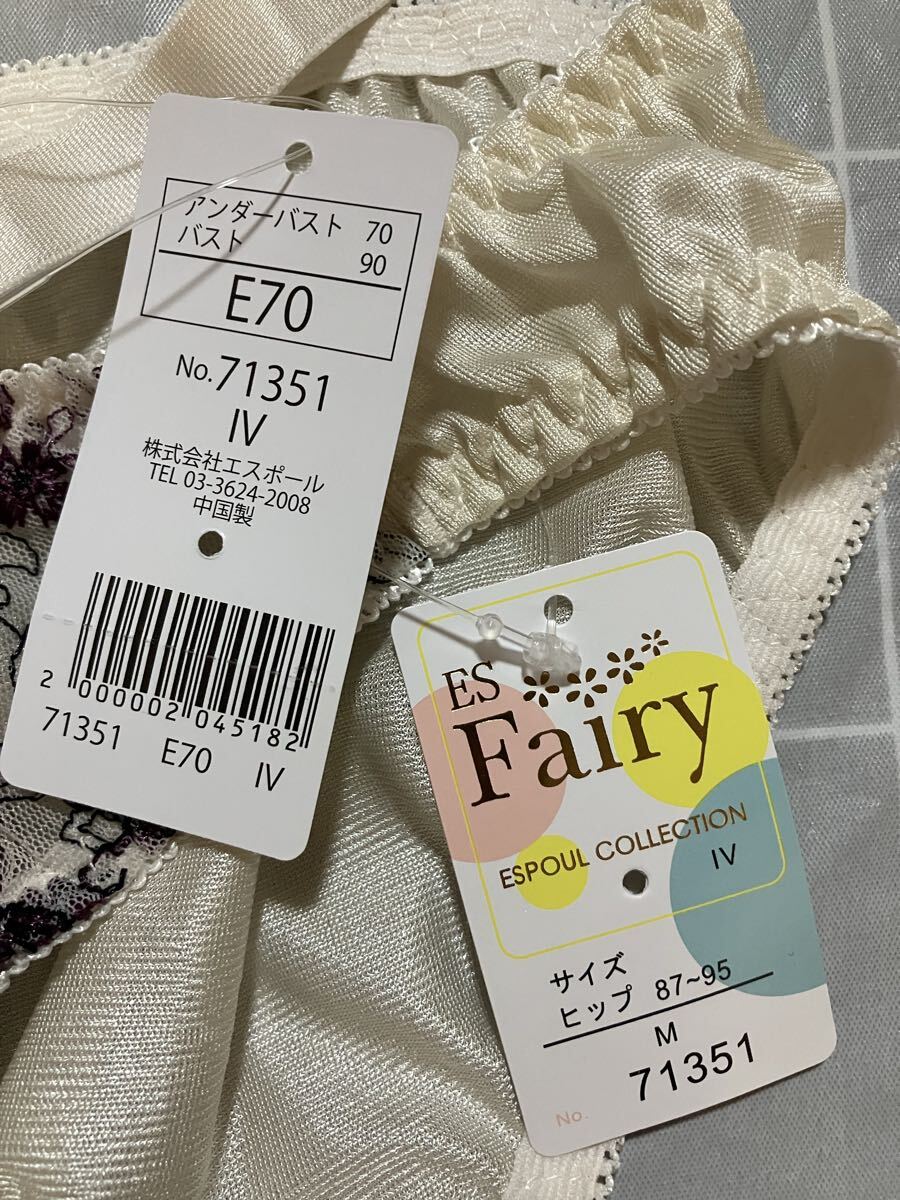 アンダーバスト 70
バスト 90
E70
No.71351
IV
株式会社エスポール
TEL 03-3624-2008
中国製
2 000002 045182
71351 E70 IV
ES
Fairy
ESPOUL COLLECTION
IV
サイズ
ヒップ 87~95
M
No. 71351